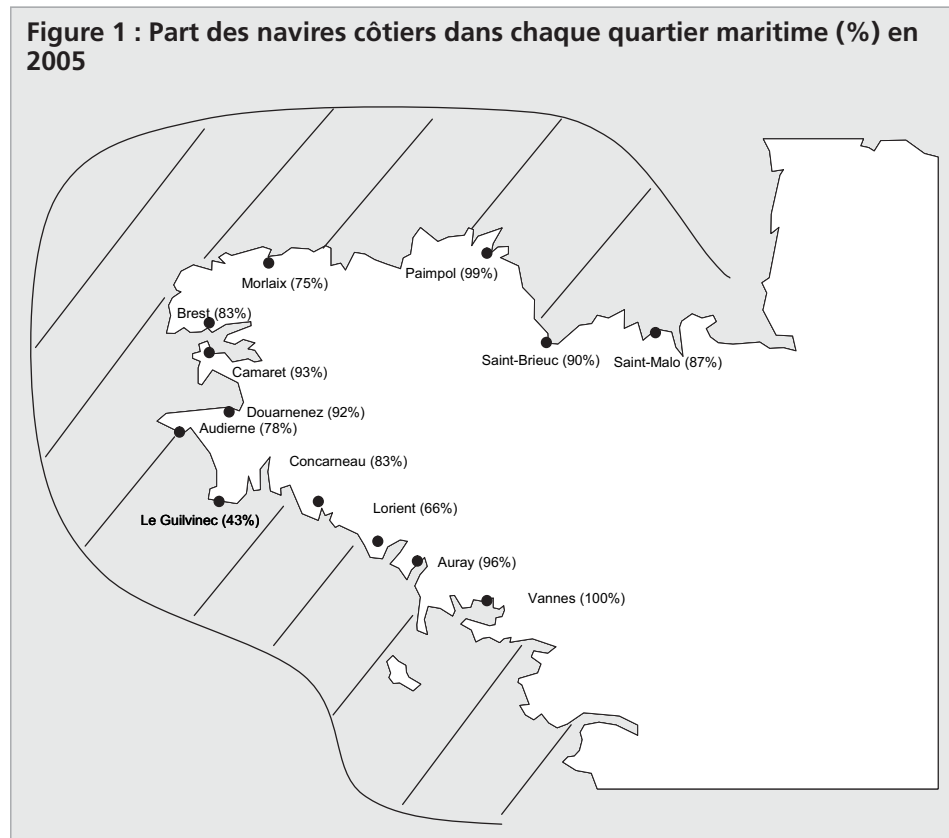 Figure 1 : Part des navires côtiers dans chaque quartier maritime (%) en
2005
Paimpol (99%)
Morlaix (75%)
Brest (83%)
Saint-Brieuc (90%)
Saint-Malo (87%)
Camaret (93%)
Douarnenez (92%)
Audierne (78%)
Concarneau (83%)
Lorient (66%)
Le Guilvinec (43%)
Auray (96%)
Vannes (100%)